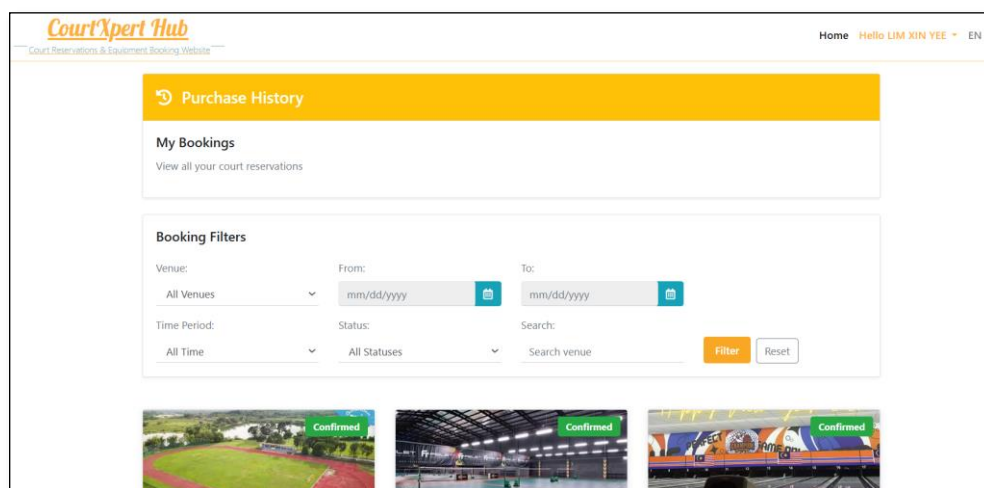 CourtXpert Hub
Court Reservations & Equipment Booking Website
Home Hello LIM XIN YEE EN
Purchase History
My Bookings
View all your court reservations
Booking Filters
Venue: From: To:
All Venues mm/dd/yyyy mm/dd/yyyy
Time Period: Status: Search:
All Time All Statuses Search venue Filter Reset
Confirmed Confirmed Confirmed
PERFECT GAME